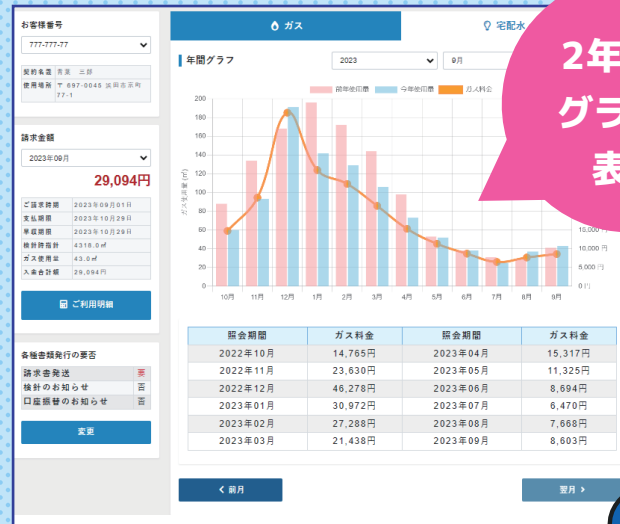 お客様番号
777-777-77
契約名義 青葉 三郎
使用場所 〒 697-0045 浜田市示町
77-1
請求金額
2023年09月
29,094円
ご請求時期 2023年09月01日
支払期限 2023年10月29日
早収期限 2023年10月29日
検針時指針 4316.0㎥
ガス使用量 43.0㎥
入金合計額 29,094円
ご利用明細
各種書類発行の要否
請求書発送 要
検針のお知らせ 否
口座振替のお知らせ 否
変更
ガス
宅配水
年間グラフ
2023
9月
前年使用量 今年使用量 ガス料金
ガス使用量 (㎥)
200
180
160
140
120
100
80
60
40
20
0
10,000 円
5,000 円
0 円
10月 11月 12月 1月 2月 3月 4月 5月 6月 7月 8月 9月
照会期間 ガス料金 照会期間 ガス料金
2022年10月 14,765円 2023年04月 15,317円
2022年11月 23,630円 2023年05月 11,325円
2022年12月 46,278円 2023年06月 8,694円
2023年01月 30,972円 2023年07月 6,470円
2023年02月 27,288円 2023年08月 7,668円
2023年03月 21,438円 2023年09月 8,603円
前月
翌月
2年
グラ
表